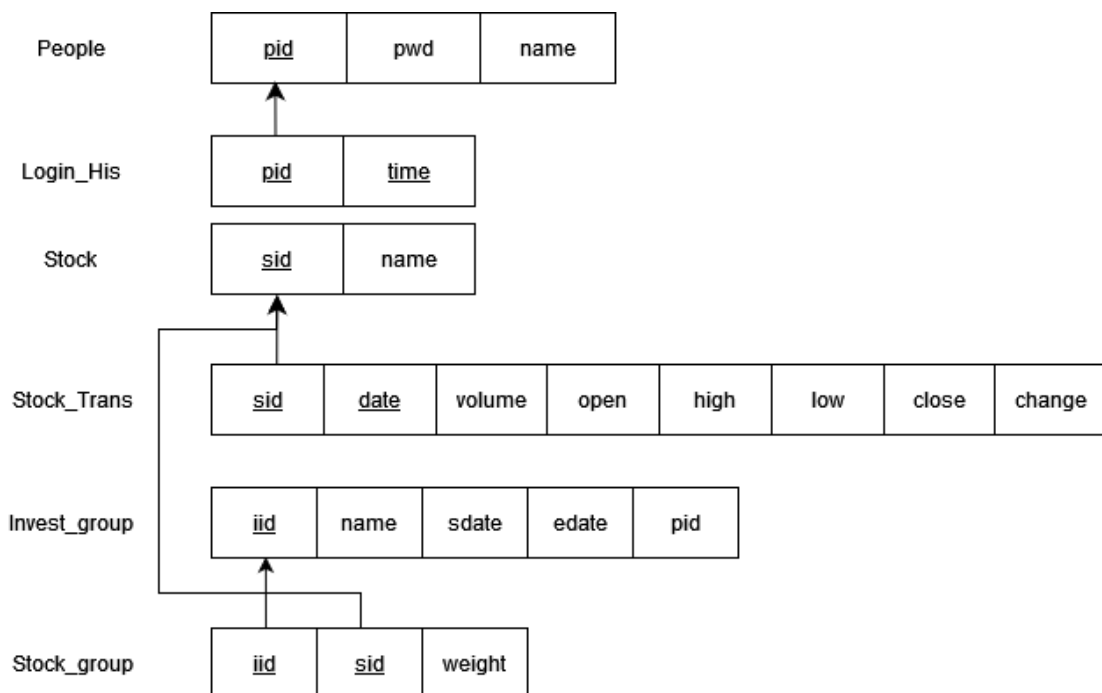 People pid pwd name
Login_His pid time
Stock sid name
Stock_Trans sid date volume open high low close change
Invest_group iid name sdate edate pid
Stock_group iid sid weight